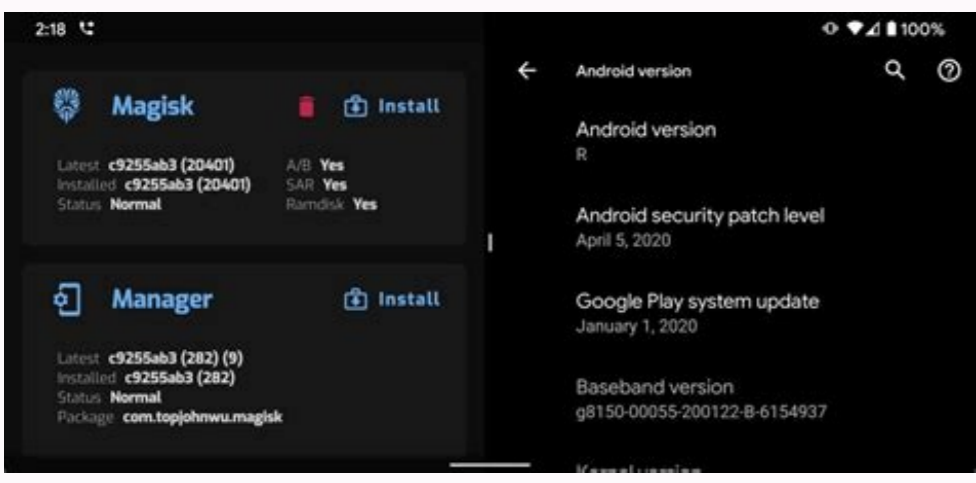 2:18
100%
Magisk
Install
Latest c9255ab3 (20401)
A/B Yes
Installed c9255ab3 (20401)
SAR Yes
Status Normal
Ramdisk Yes
Manager
Install
Latest c9255ab3 (282) (9)
Installed c9255ab3 (282)
Status Normal
Package com.topjohnwu.magisk
Android version
Android version
R
Android security patch level
April 5, 2020
Google Play system update
January 1, 2020
Baseband version
g8150-00055-200122-B-6154937
Kernel version